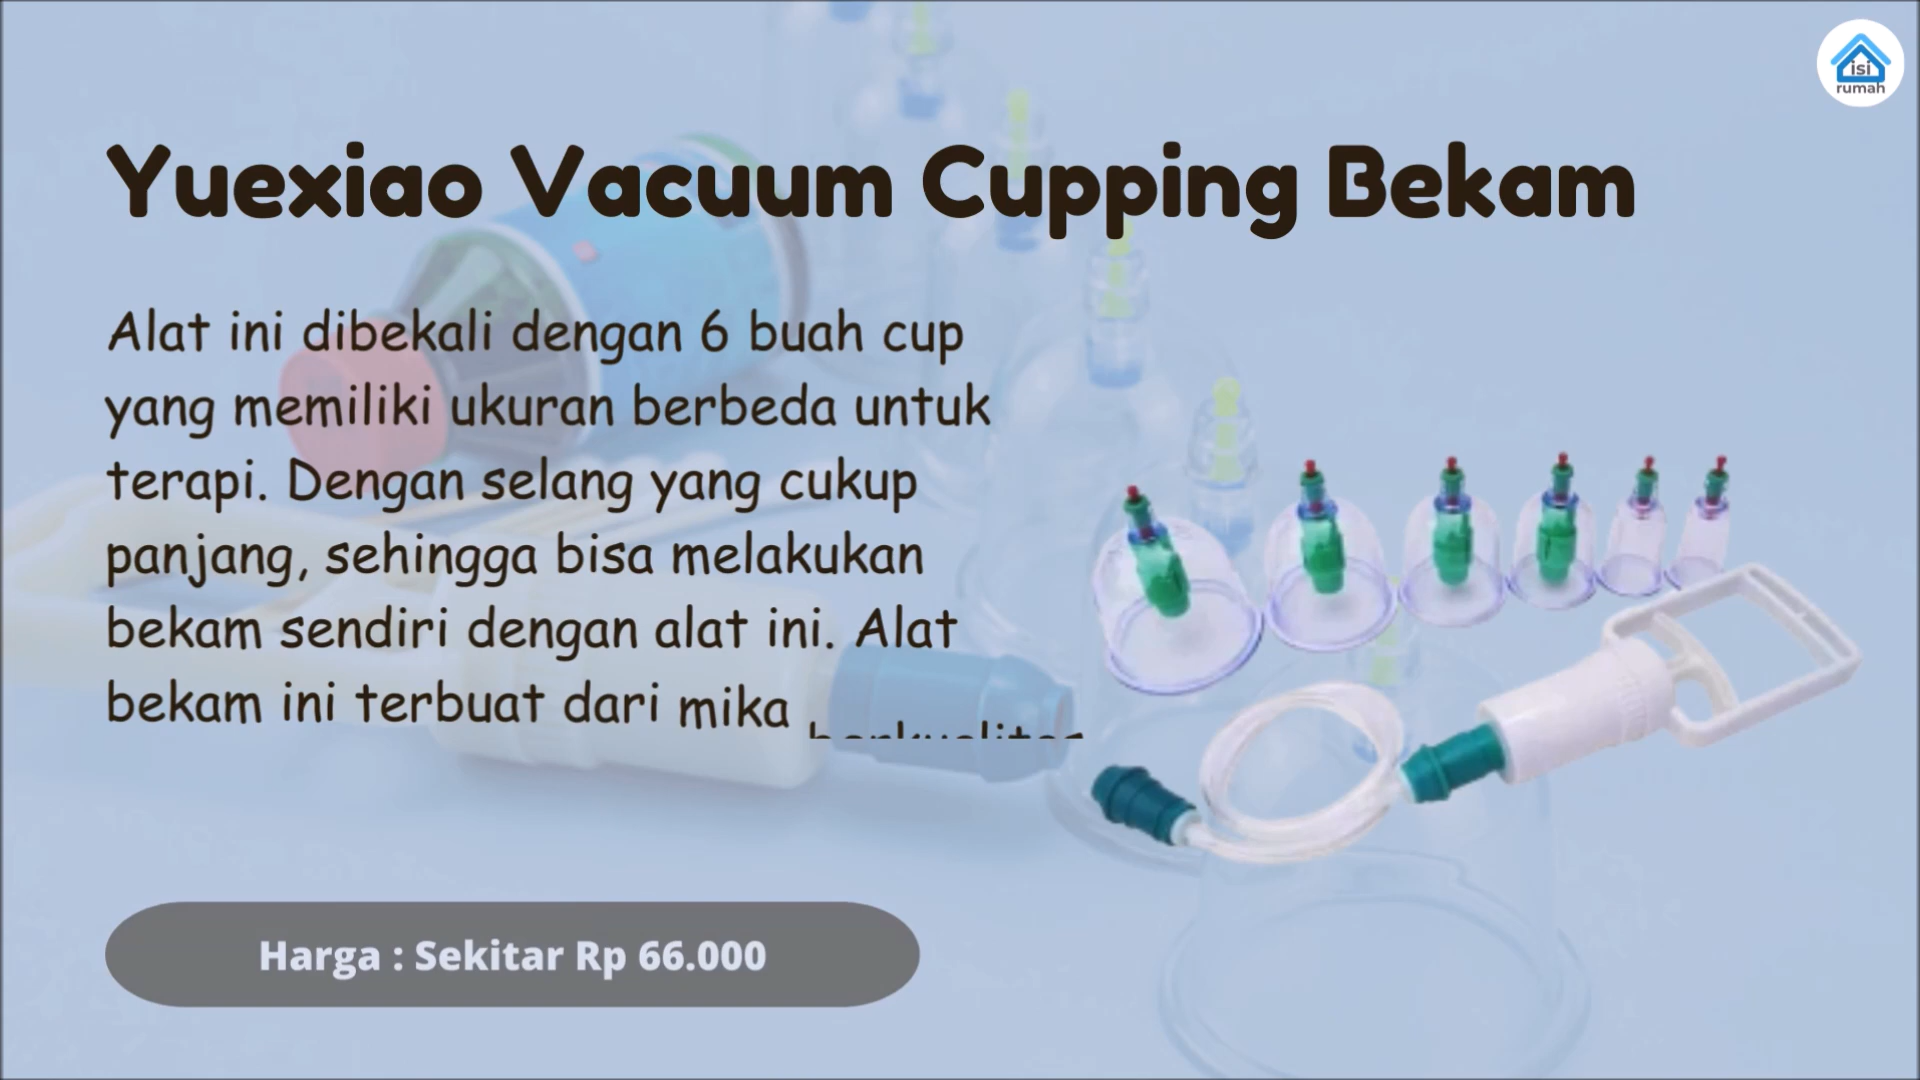 isi
rumah
Yuexiao Vacuum Cupping Bekam
Alat ini dibekali dengan 6 buah cup
yang memiliki ukuran berbeda untuk
terapi. Dengan selang yang cukup
panjang, sehingga bisa melakukan
bekam sendiri dengan alat ini. Alat
bekam ini terbuat dari mika
Harga : Sekitar Rp 66.000